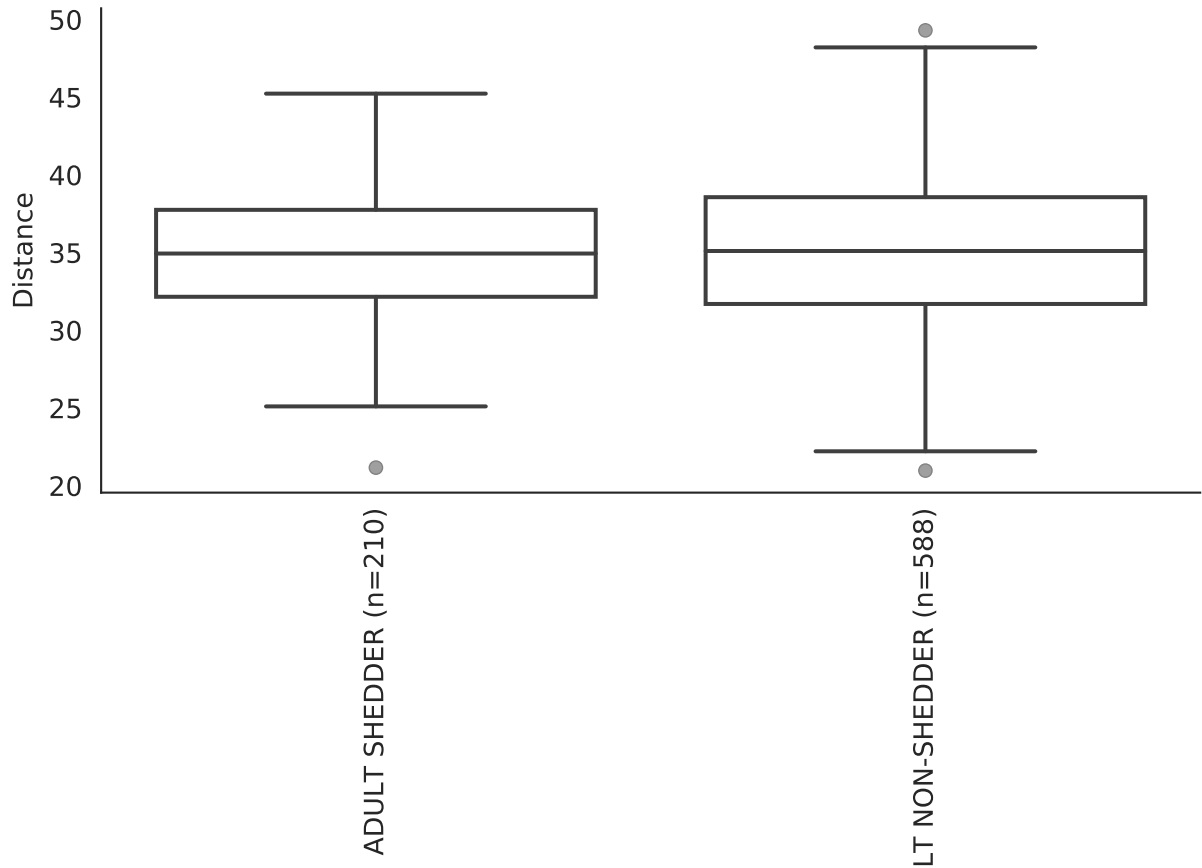 50
45
40
35
30
25
20
Distance
ADULT SHEDDER (n=210)
LT NON-SHEDDER (n=588)